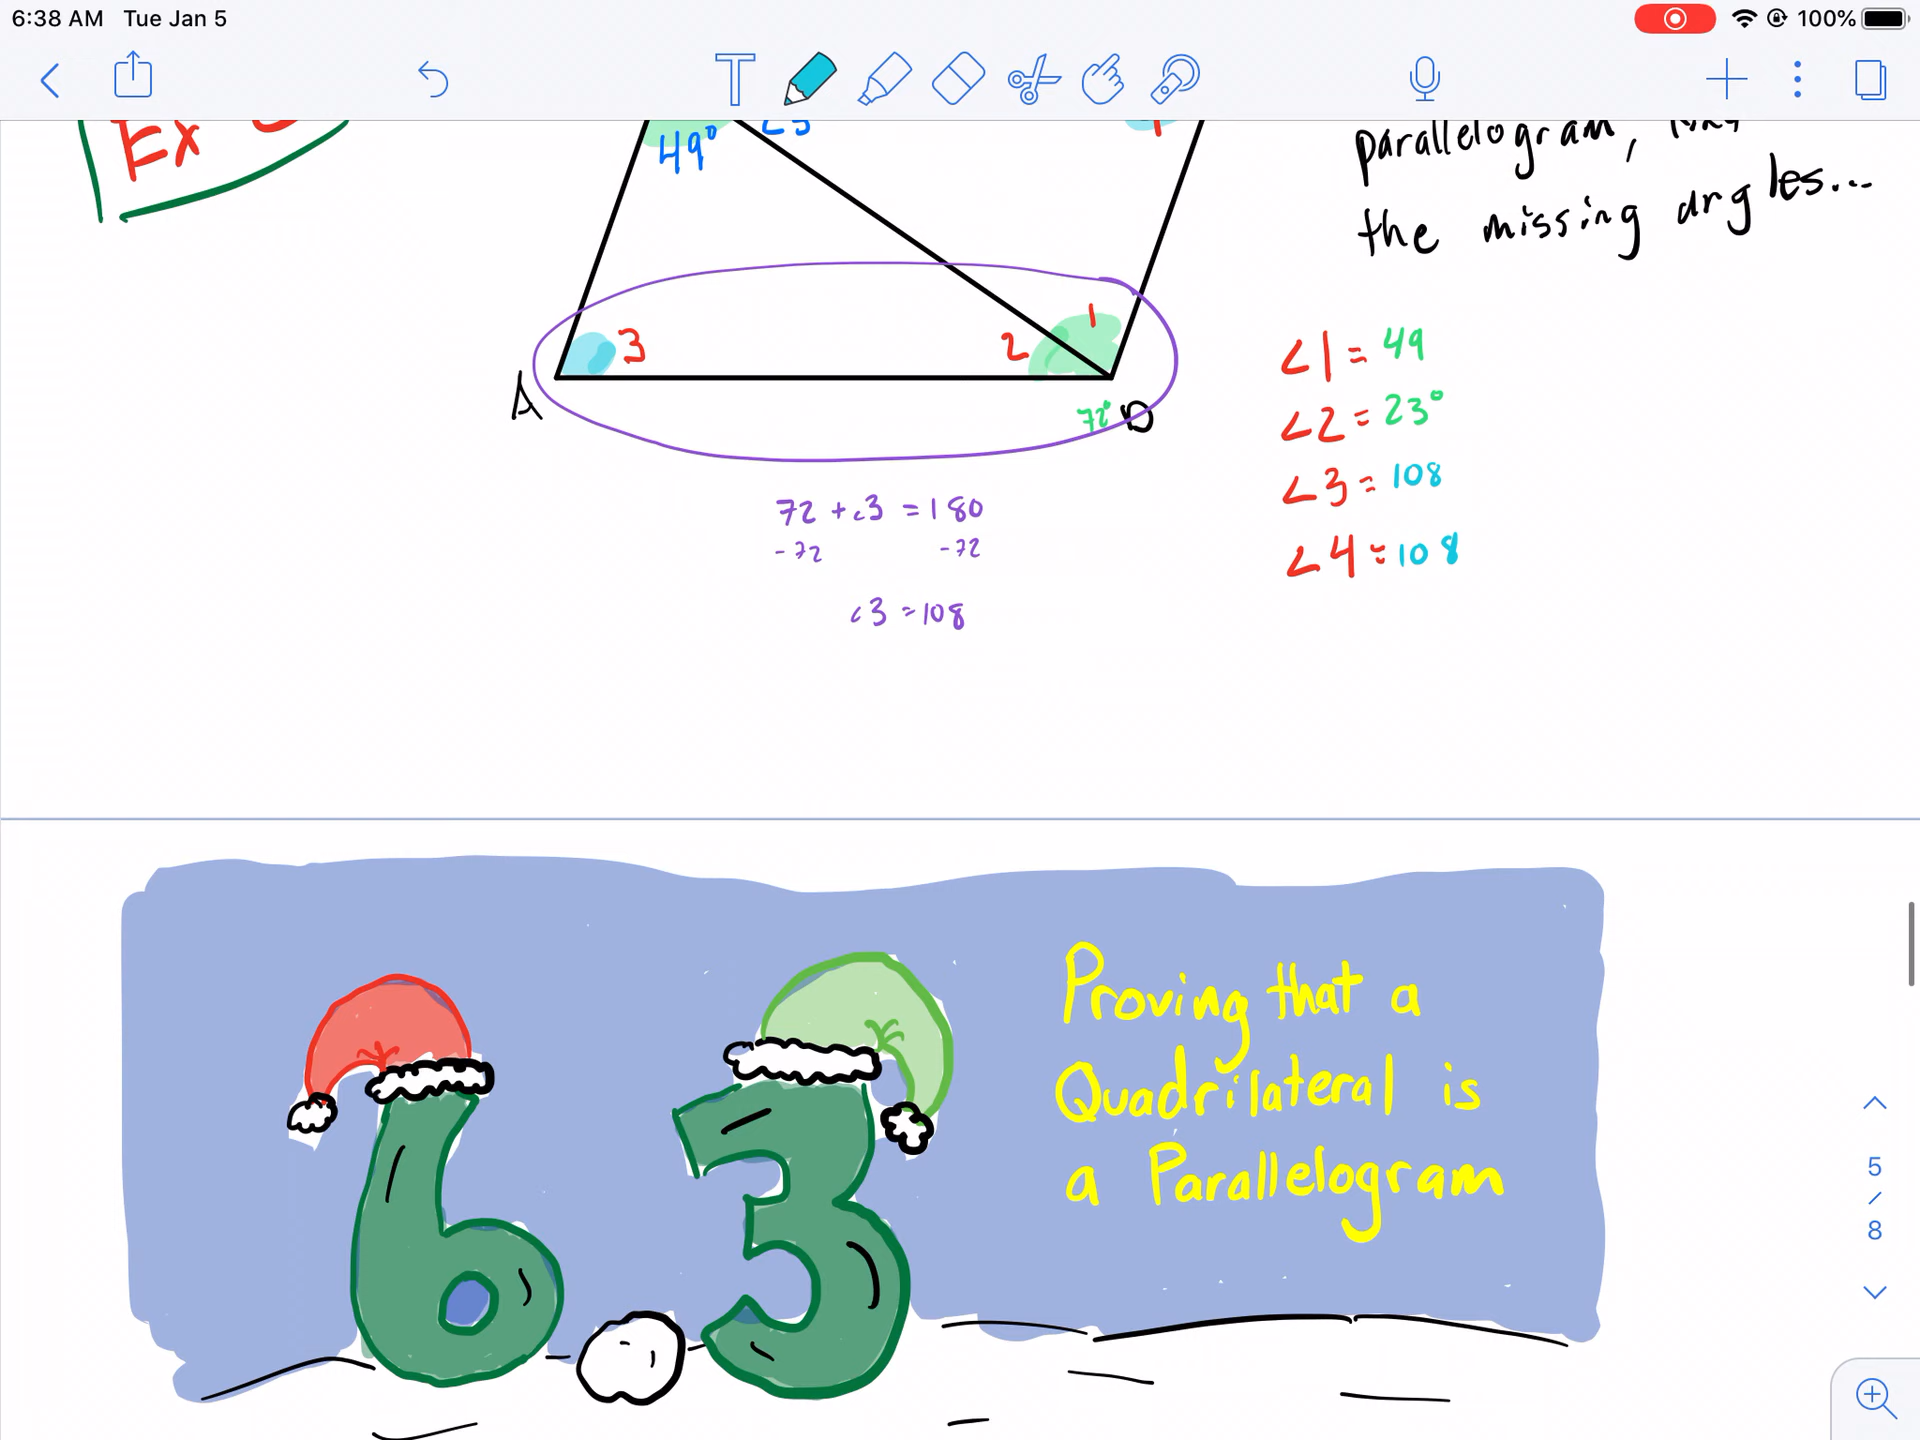 6:38 AM Tue Jan 5
100%
Ex
49°
parallelogram,
the missing angles...
3
2
1
A
72°
D
∠1 = 49
∠2 = 23°
∠3 = 108
∠4 = 108
72 + ∠3 = 180
-72 -72
∠3 = 108
6.3
Proving that a
Quadrilateral is
a Parallelogram
5
/
8